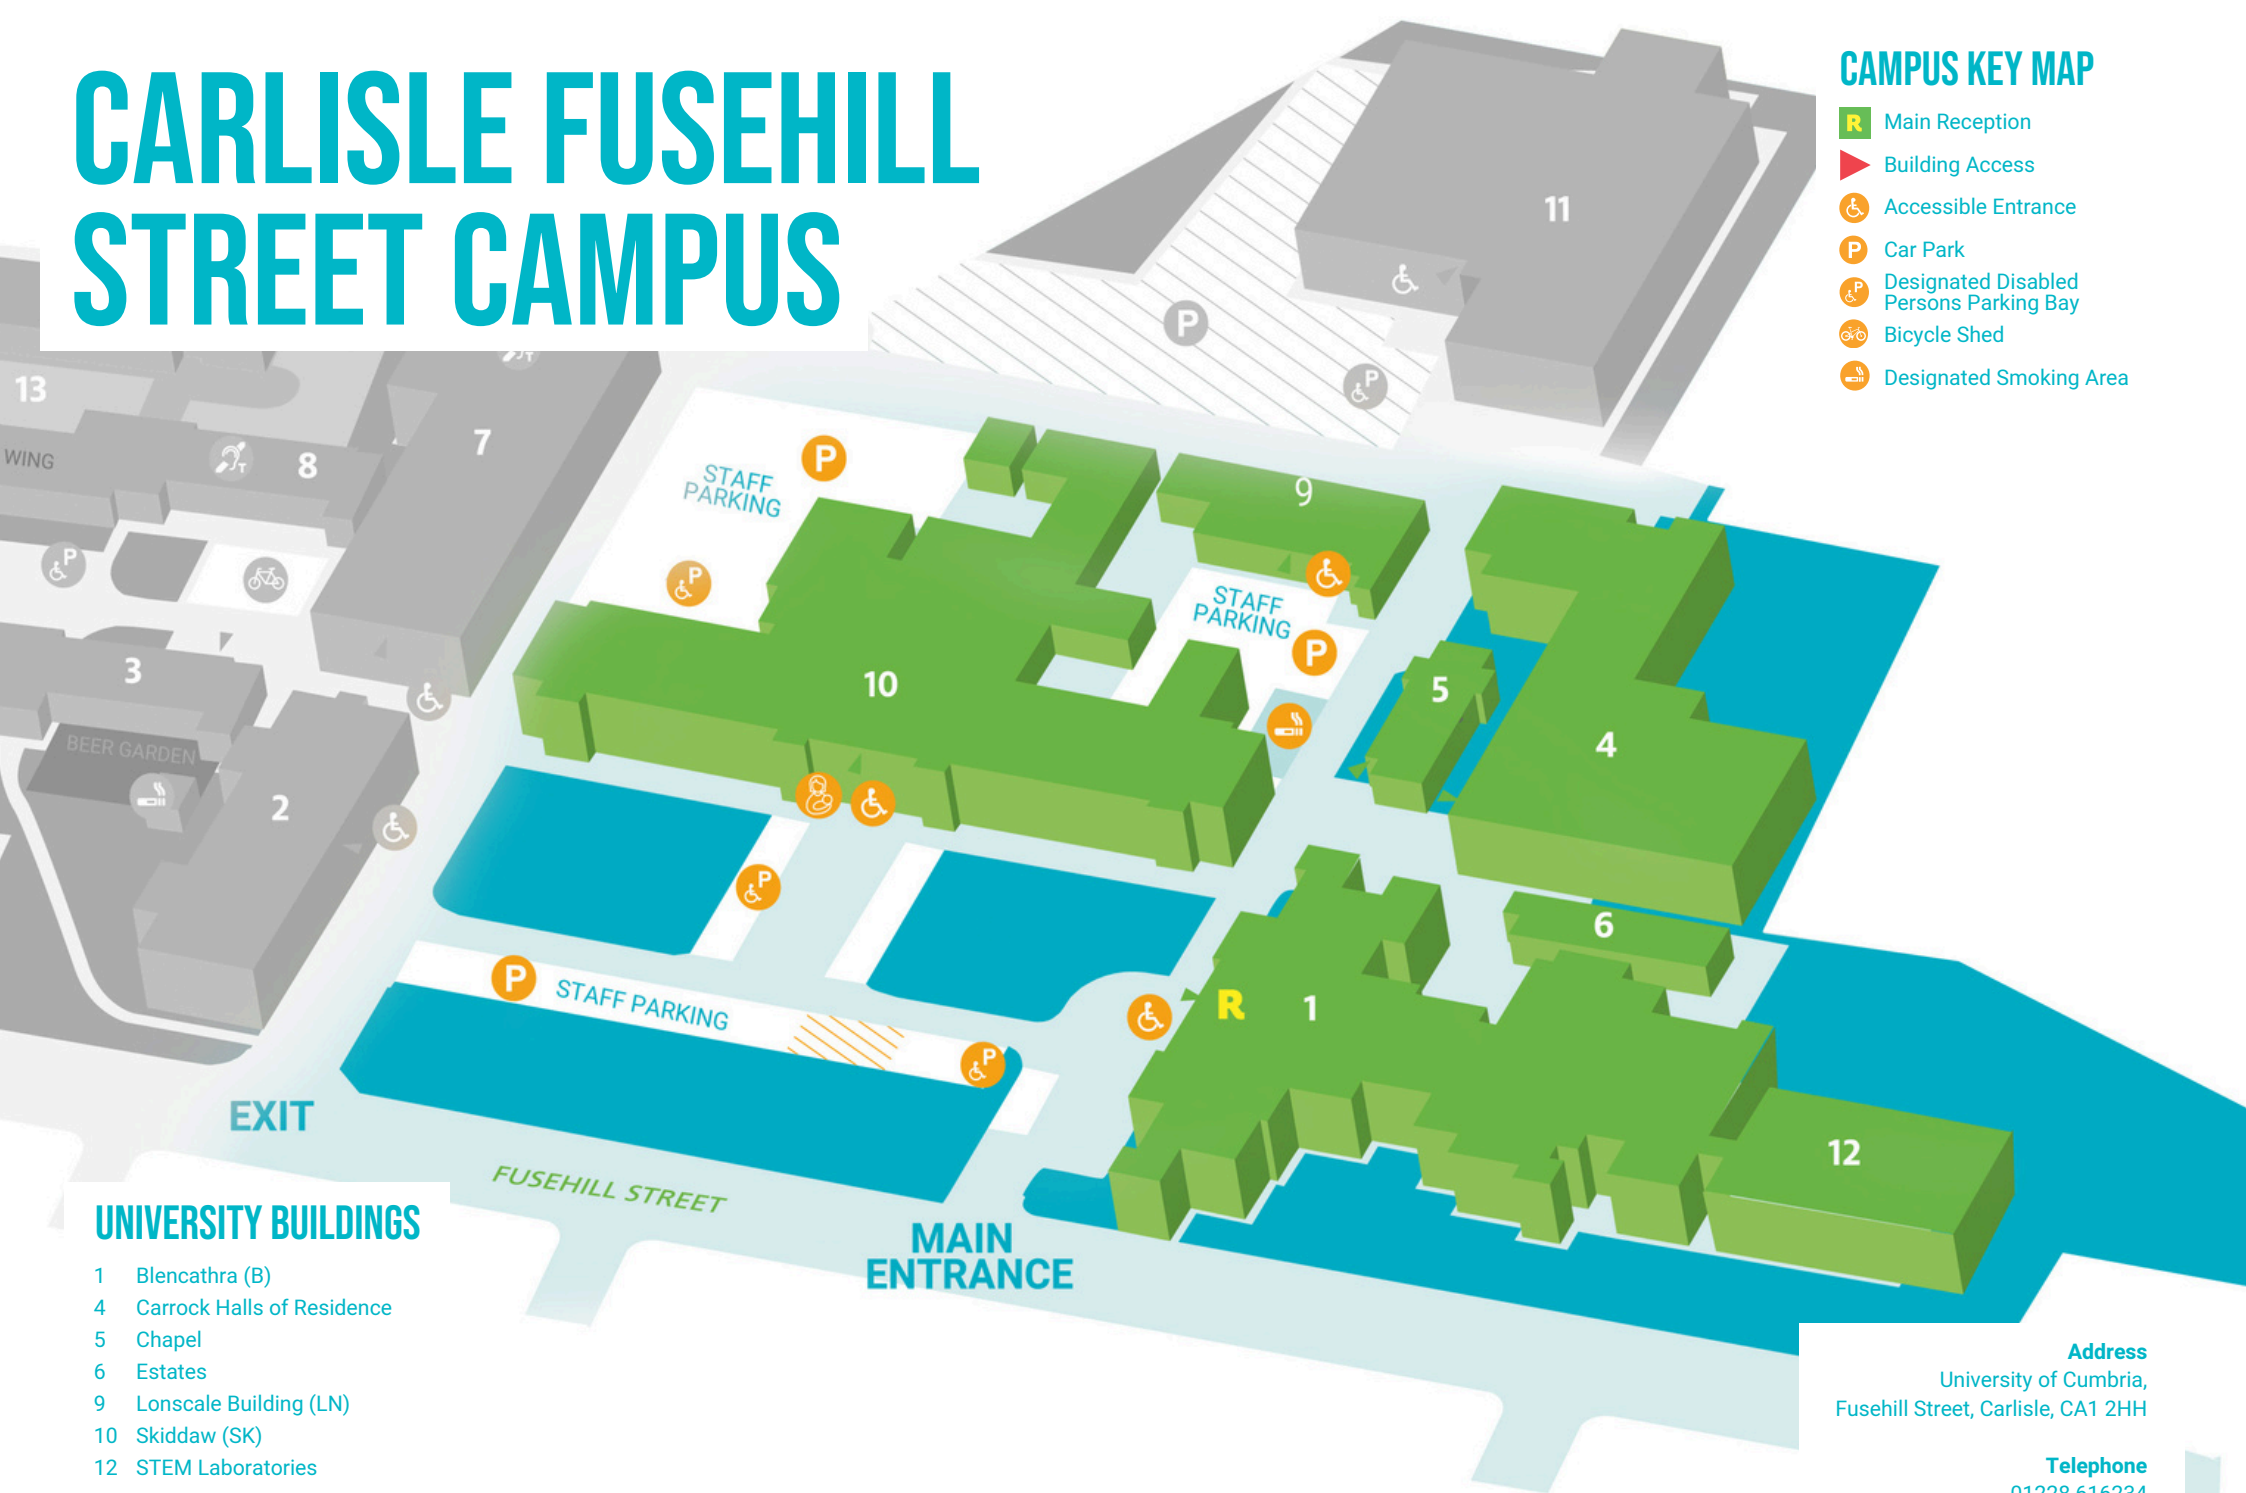 CARLISLE FUSEHILL
STREET CAMPUS
CAMPUS KEY MAP
R Main Reception
Building Access
Accessible Entrance
P Car Park
P Designated Disabled
Persons Parking Bay
Bicycle Shed
Designated Smoking Area
11
P
P
13
7
WING
T
8
T
P
3
BEER GARDEN
2
STAFF
PARKING
P
P
9
STAFF
PARKING
P
10
5
4
P
6
P
STAFF PARKING
P
R
1
12
EXIT
FUSEHILL STREET
MAIN
ENTRANCE
UNIVERSITY BUILDINGS
1 Blencathra (B)
4 Carrock Halls of Residence
5 Chapel
6 Estates
9 Lonscale Building (LN)
10 Skiddaw (SK)
12 STEM Laboratories
Address
University of Cumbria,
Fusehill Street, Carlisle, CA1 2HH
Telephone
01228 616234